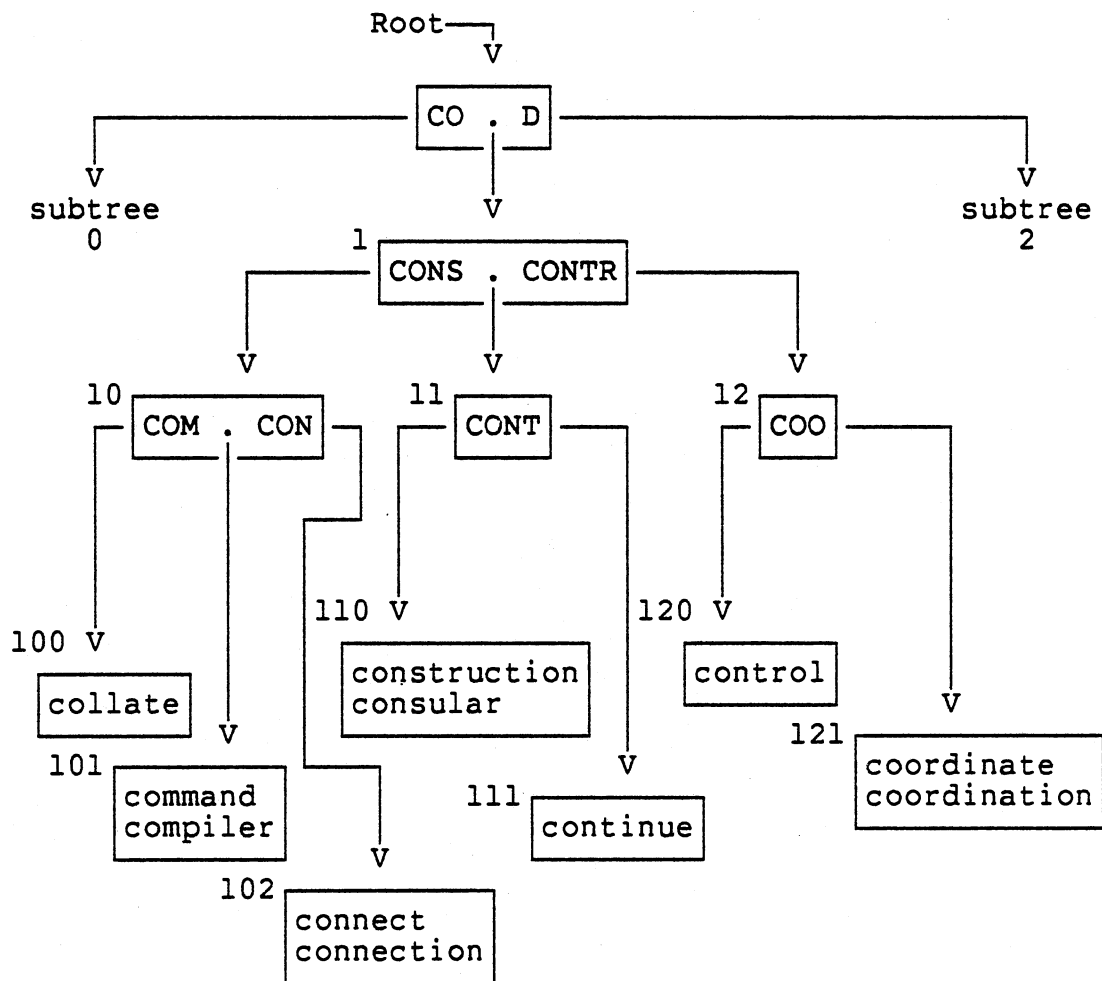 Root
V
CO . D
V
V
V
subtree
0
subtree
2
1
CONS . CONTR
V
V
V
10
COM . CON
11
CONT
12
COO
100 V
collate
110 V
construction
consular
120 V
control
V
101
command
compiler
V
111
continue
V
121
coordinate
coordination
V
102
connect
connection